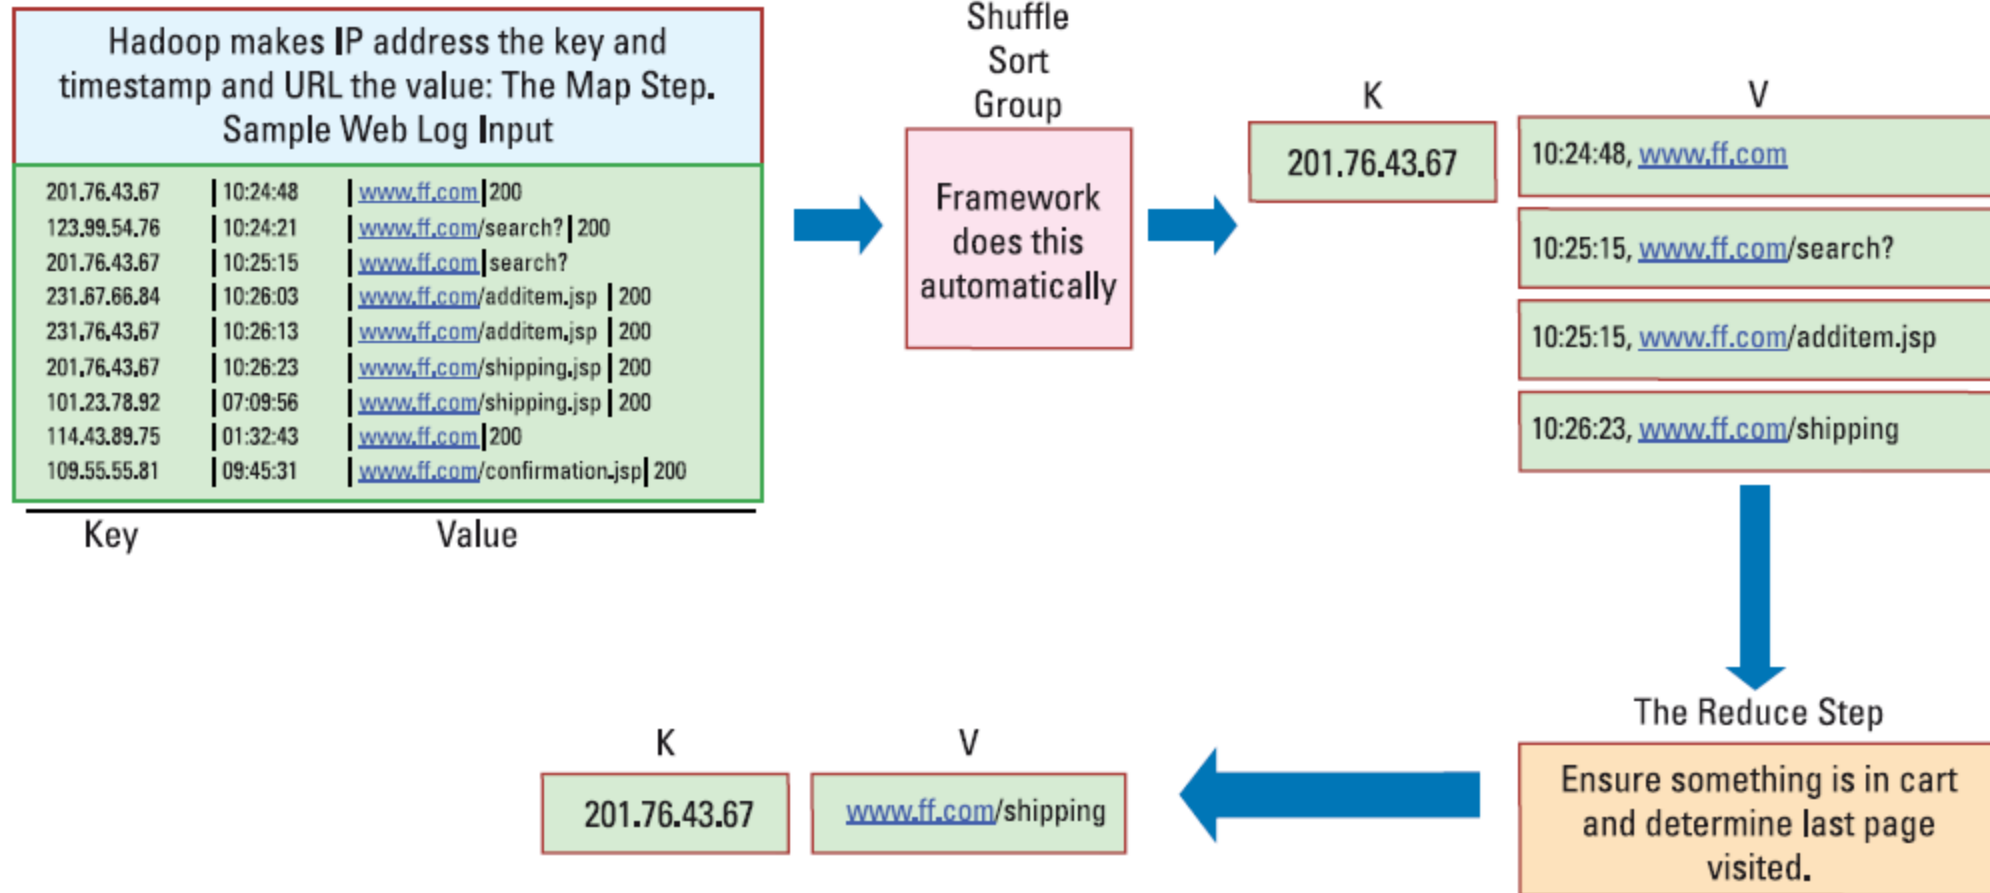 Hadoop makes IP address the key and
timestamp and URL the value: The Map Step.
Sample Web Log Input
201.76.43.67 | 10:24:48 | www.ff.com | 200
123.99.54.76 | 10:24:21 | www.ff.com/search? | 200
201.76.43.67 | 10:25:15 | www.ff.com | search?
231.67.66.84 | 10:26:03 | www.ff.com/additem.jsp | 200
231.76.43.67 | 10:26:13 | www.ff.com/additem.jsp | 200
201.76.43.67 | 10:26:23 | www.ff.com/shipping.jsp | 200
101.23.78.92 | 07:09:56 | www.ff.com/shipping.jsp | 200
114.43.89.75 | 01:32:43 | www.ff.com | 200
109.55.55.81 | 09:45:31 | www.ff.com/confirmation.jsp | 200
Key Value
Shuffle
Sort
Group
Framework
does this
automatically
K V
201.76.43.67
10:24:48, www.ff.com
10:25:15, www.ff.com/search?
10:25:15, www.ff.com/additem.jsp
10:26:23, www.ff.com/shipping
The Reduce Step
Ensure something is in cart
and determine last page
visited.
K V
201.76.43.67 www.ff.com/shipping